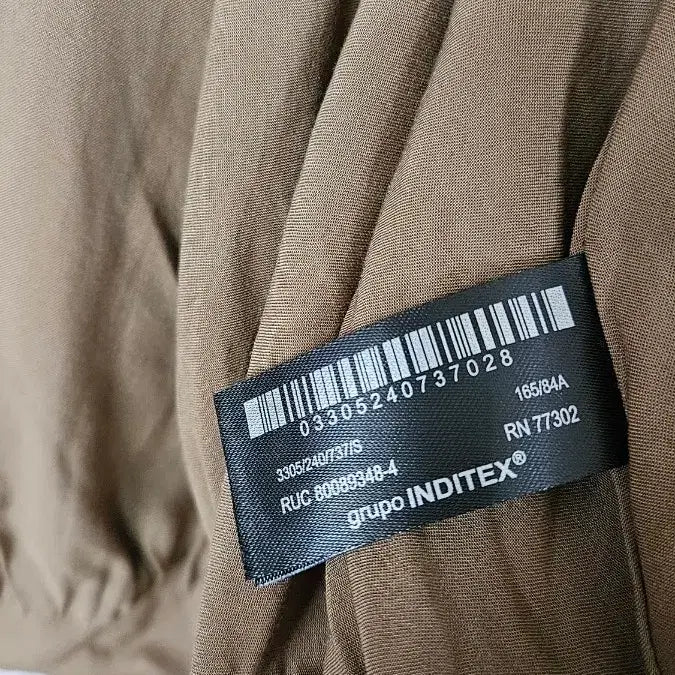 03305240737028
3305/240/737/S 165/84A
RUC 80089348-4 RN 77302
grupo INDITEX®